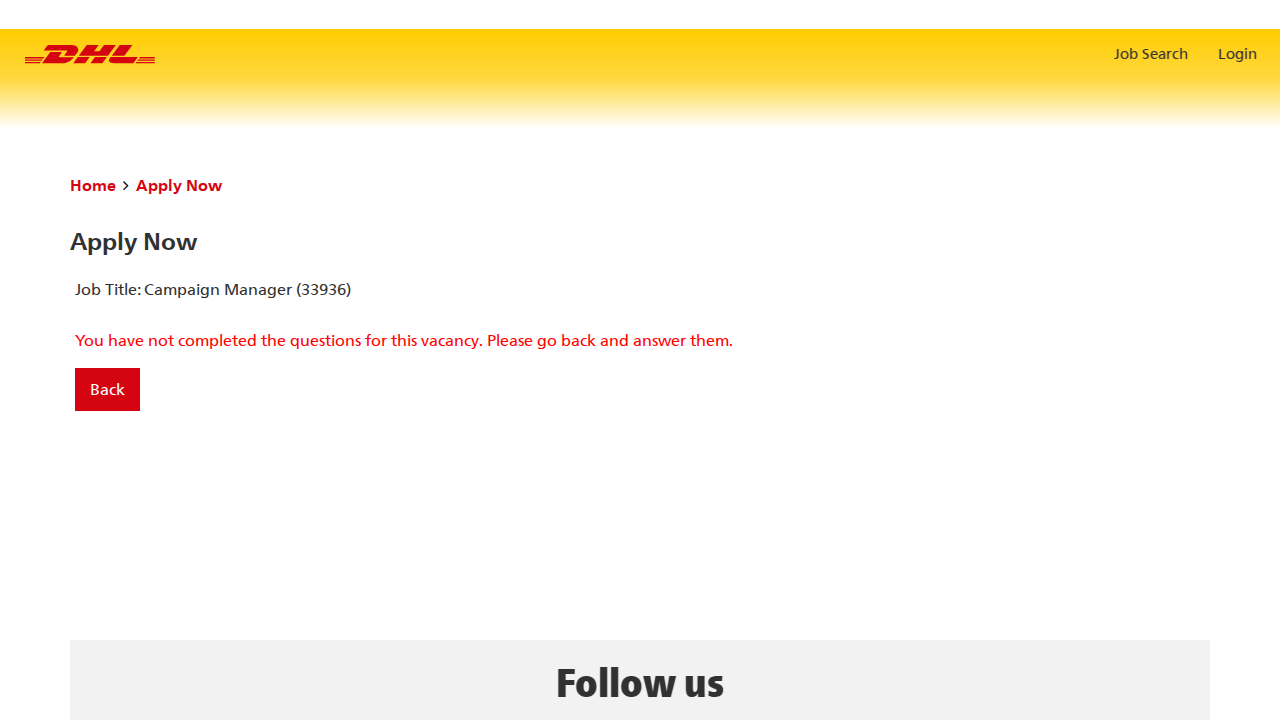 DHL
Job Search
Login
Home > Apply Now
Apply Now
Job Title: Campaign Manager (33936)
You have not completed the questions for this vacancy. Please go back and answer them.
Back
Follow us